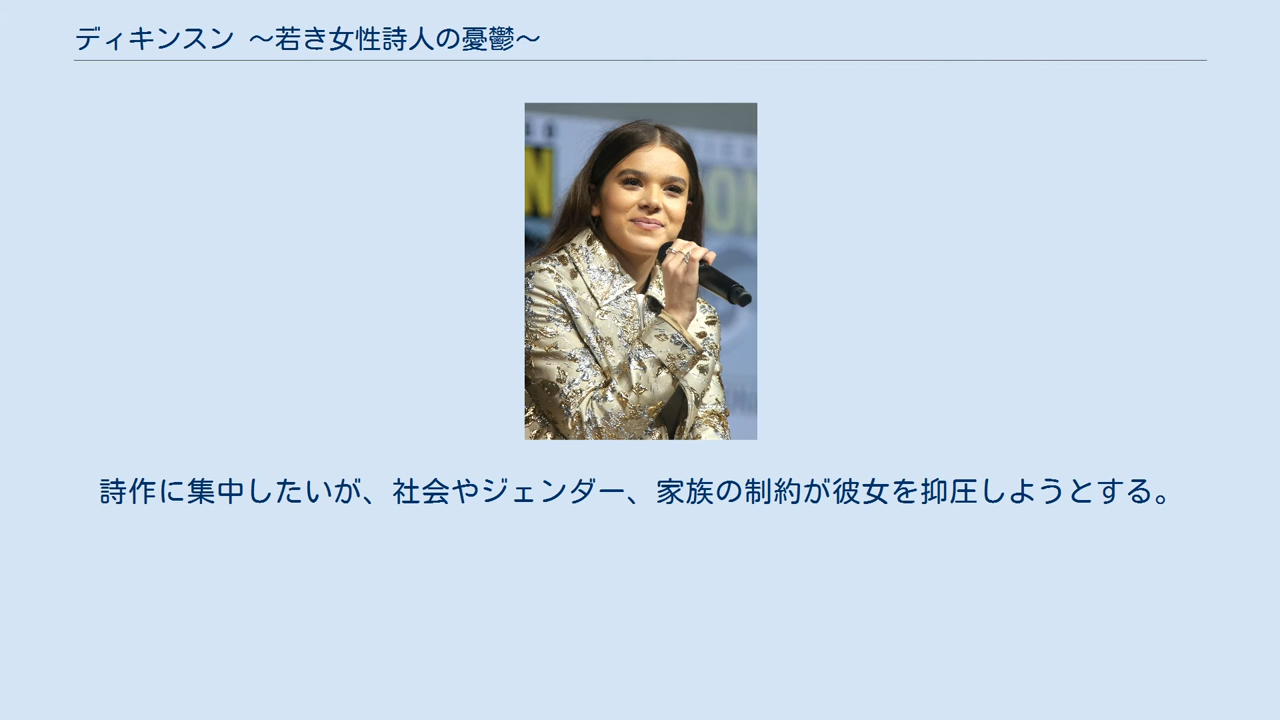 ディキンスン ～若き女性詩人の憂鬱～
詩作に集中したいが、社会やジェンダー、家族の制約が彼女を抑圧しようとする。